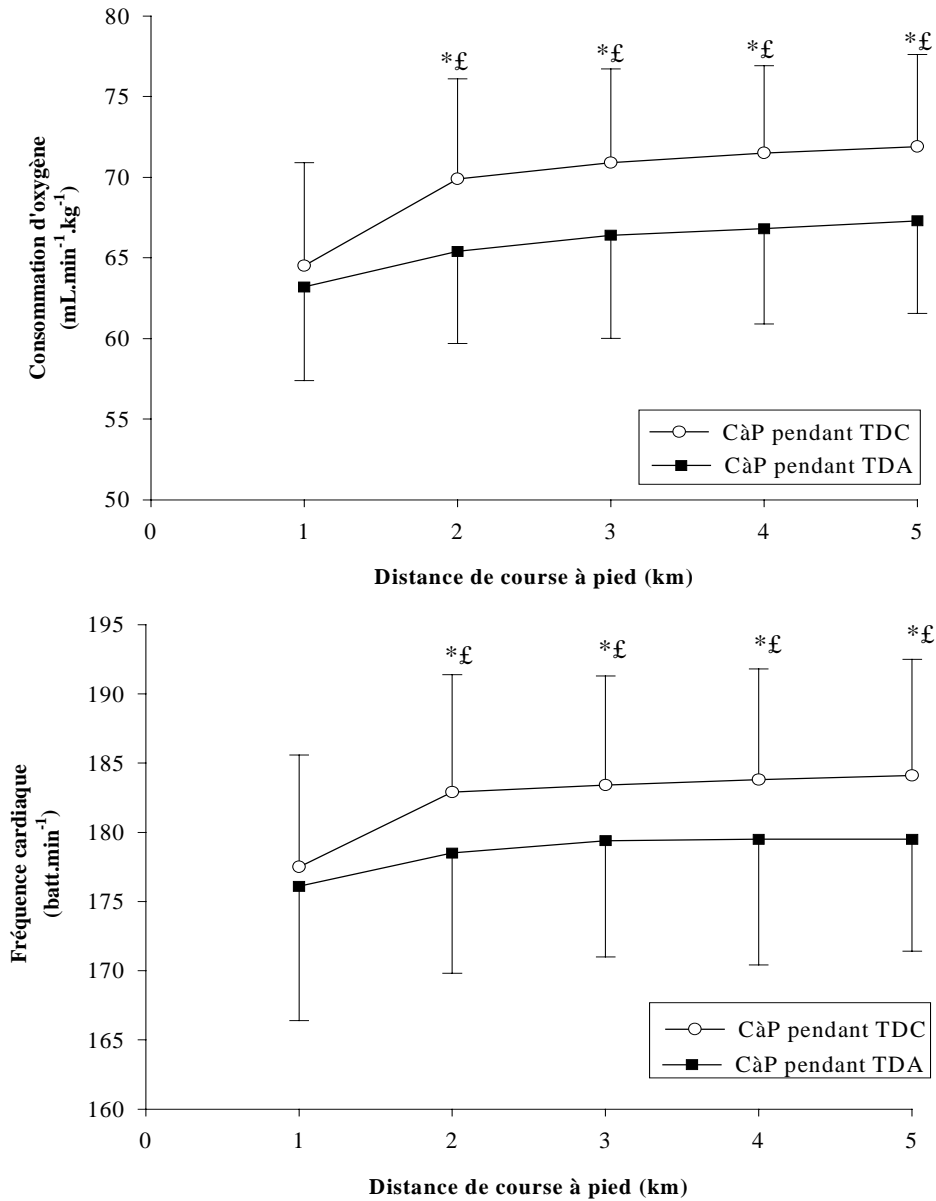 80
75
70
65
60
55
50
Consommation d'oxygène
(mL.min-1.kg-1)
*£ *£ *£ *£
CàP pendant TDC
CàP pendant TDA
0 1 2 3 4 5
Distance de course à pied (km)
195
190
185
180
175
170
165
160
Fréquence cardiaque
(batt.min-1)
*£ *£ *£ *£
CàP pendant TDC
CàP pendant TDA
0 1 2 3 4 5
Distance de course à pied (km)